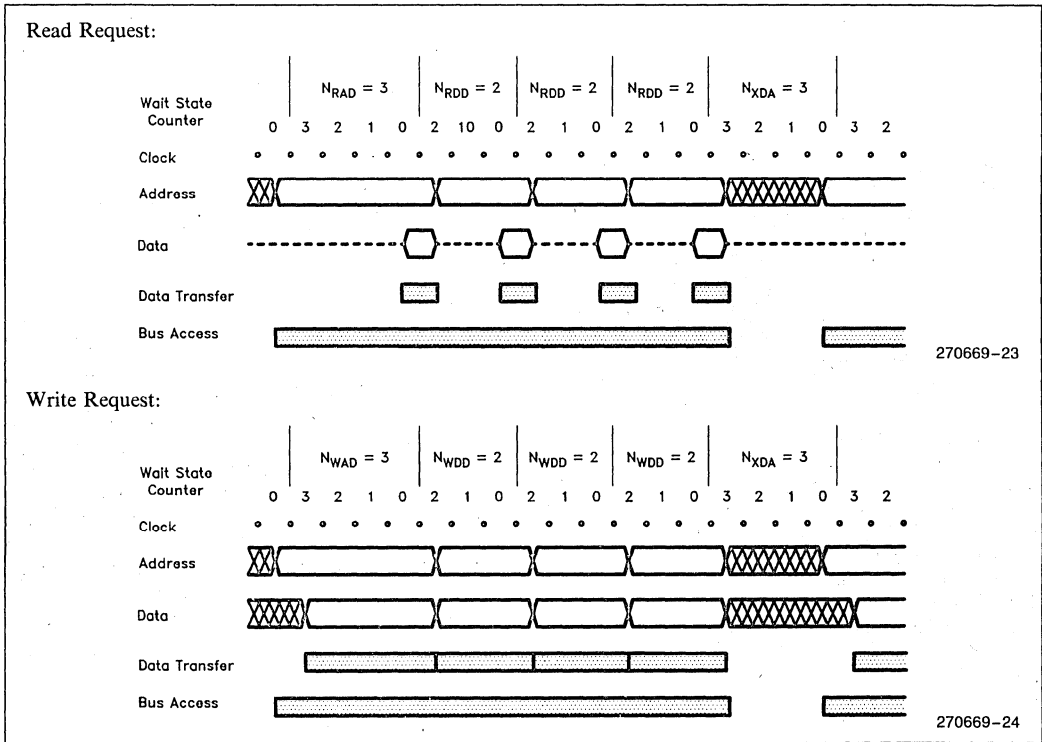 Read Request:
N_RAD = 3 N_RDD = 2 N_RDD = 2 N_RDD = 2 N_XDA = 3
Wait State
Counter
0 3 2 1 0 2 10 0 2 1 0 2 1 0 3 2 1 0 3 2
Clock
Address
Data
Data Transfer
Bus Access
270669-23
Write Request:
N_WAD = 3 N_WDD = 2 N_WDD = 2 N_WDD = 2 N_XDA = 3
Wait State
Counter
0 3 2 1 0 2 1 0 2 1 0 2 1 0 3 2 1 0 3 2
Clock
Address
Data
Data Transfer
Bus Access
270669-24